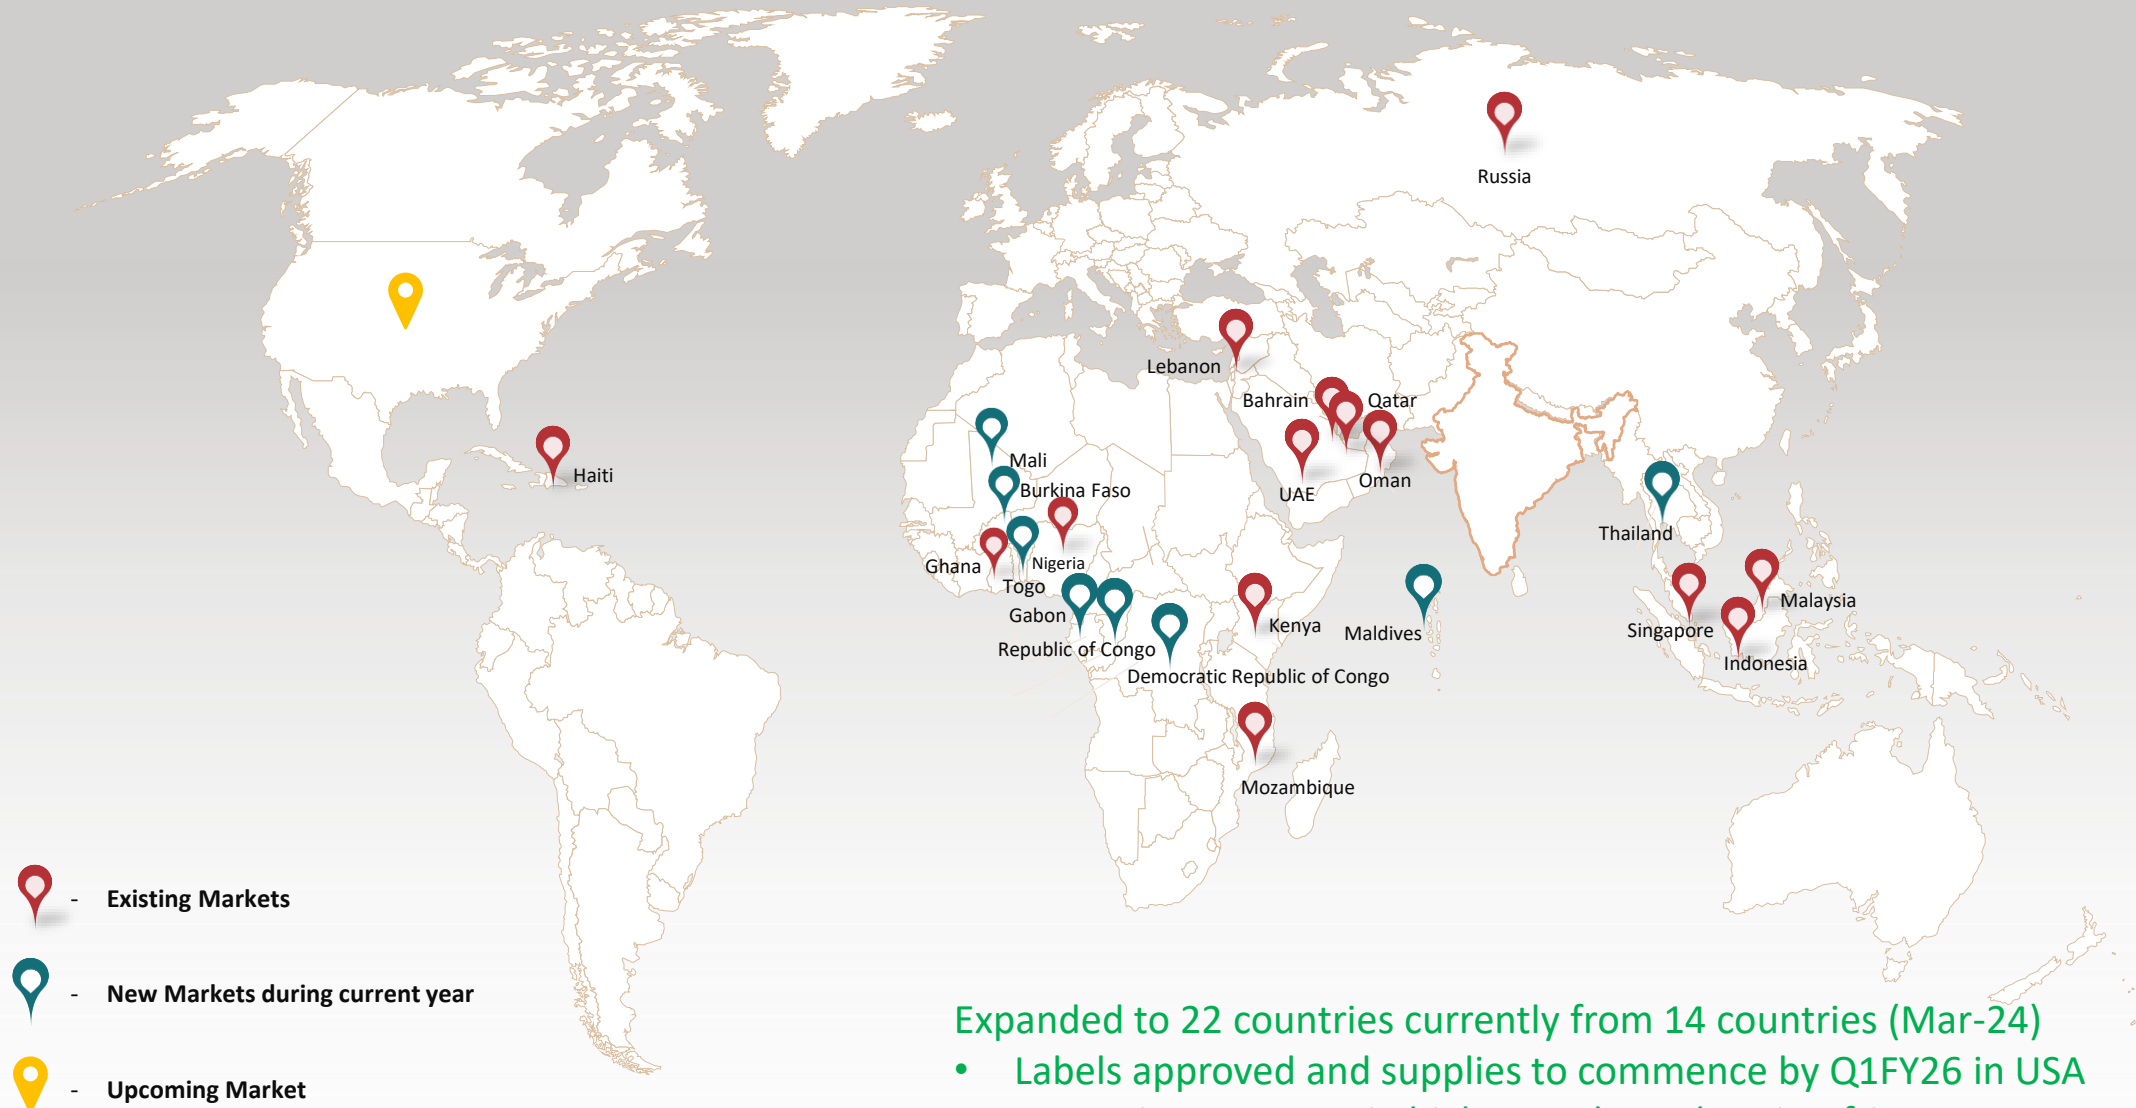 Russia
Lebanon
Bahrain
Qatar
Mali
Haiti
Oman
UAE
Burkina Faso
Thailand
Nigeria
Ghana
Togo
Malaysia
Gabon
Kenya
Singapore
Maldives
Republic of Congo
Indonesia
Democratic Republic of Congo
Mozambique
- Existing Markets
- New Markets during current year
- Upcoming Market
Expanded to 22 countries currently from 14 countries (Mar-24)
• Labels approved and supplies to commence by Q1FY26 in USA